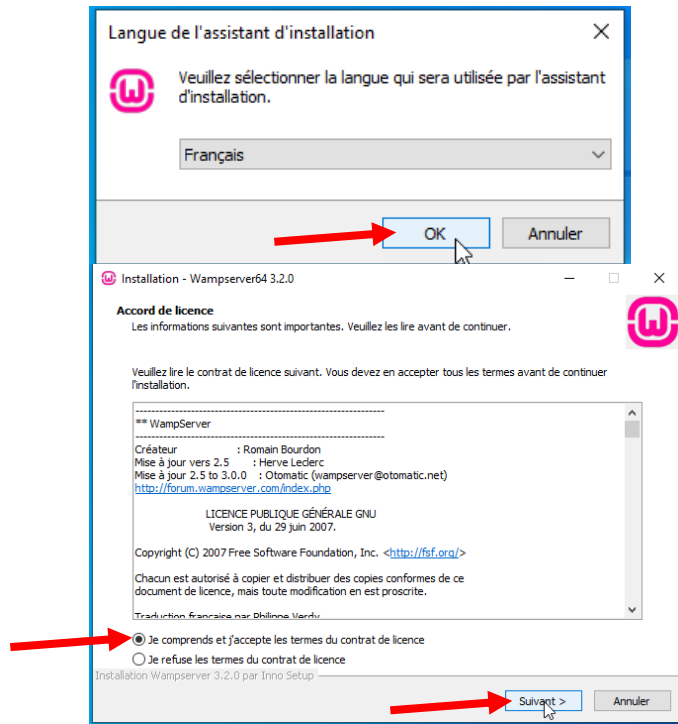 Langue de l'assistant d'installation
Veuillez sélectionner la langue qui sera utilisée par l'assistant
d'installation.
Français
OK
Annuler
Installation - Wampserver64 3.2.0
Accord de licence
Les informations suivantes sont importantes. Veuillez les lire avant de continuer.
Veuillez lire le contrat de licence suivant. Vous devez en accepter tous les termes avant de continuer
l'installation.
------------------------------------------------------------
** WampServer
------------------------------------------------------------
Créateur : Romain Bourdon
Mise à jour vers 2.5 : Herve Leclerc
Mise à jour 2.5 to 3.0.0 : Otomatic (wampserver@otomatic.net)
http://forum.wampserver.com/index.php
LICENCE PUBLIQUE GÉNÉRALE GNU
Version 3, du 29 juin 2007.
Copyright (C) 2007 Free Software Foundation, Inc. <http://fsf.org/>
Chacun est autorisé à copier et distribuer des copies conformes de ce
document de licence, mais toute modification en est proscrite.
Traduction française par Philippe Verdy
Je comprends et j'accepte les termes du contrat de licence
Je refuse les termes du contrat de licence
Installation Wampserver 3.2.0 par Inno Setup
Suivant >
Annuler